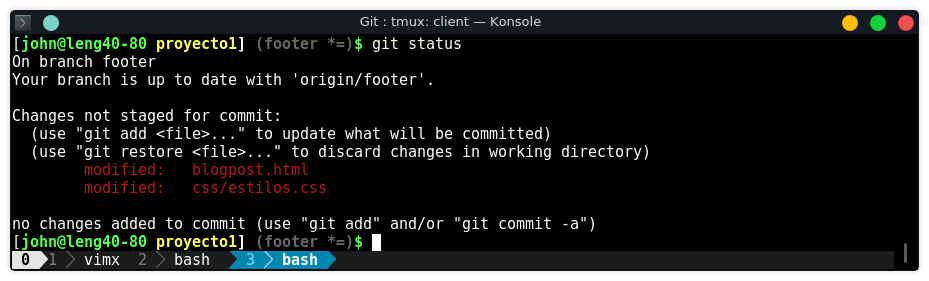 Git : tmux: client — Konsole
[john@leng40-80 proyecto1] (footer *=)$ git status
On branch footer
Your branch is up to date with 'origin/footer'.
Changes not staged for commit:
  (use "git add <file>..." to update what will be committed)
  (use "git restore <file>..." to discard changes in working directory)
        modified:   blogpost.html
        modified:   css/estilos.css
no changes added to commit (use "git add" and/or "git commit -a")
[john@leng40-80 proyecto1] (footer *=)$
0 1 vimx 2 bash 3 bash